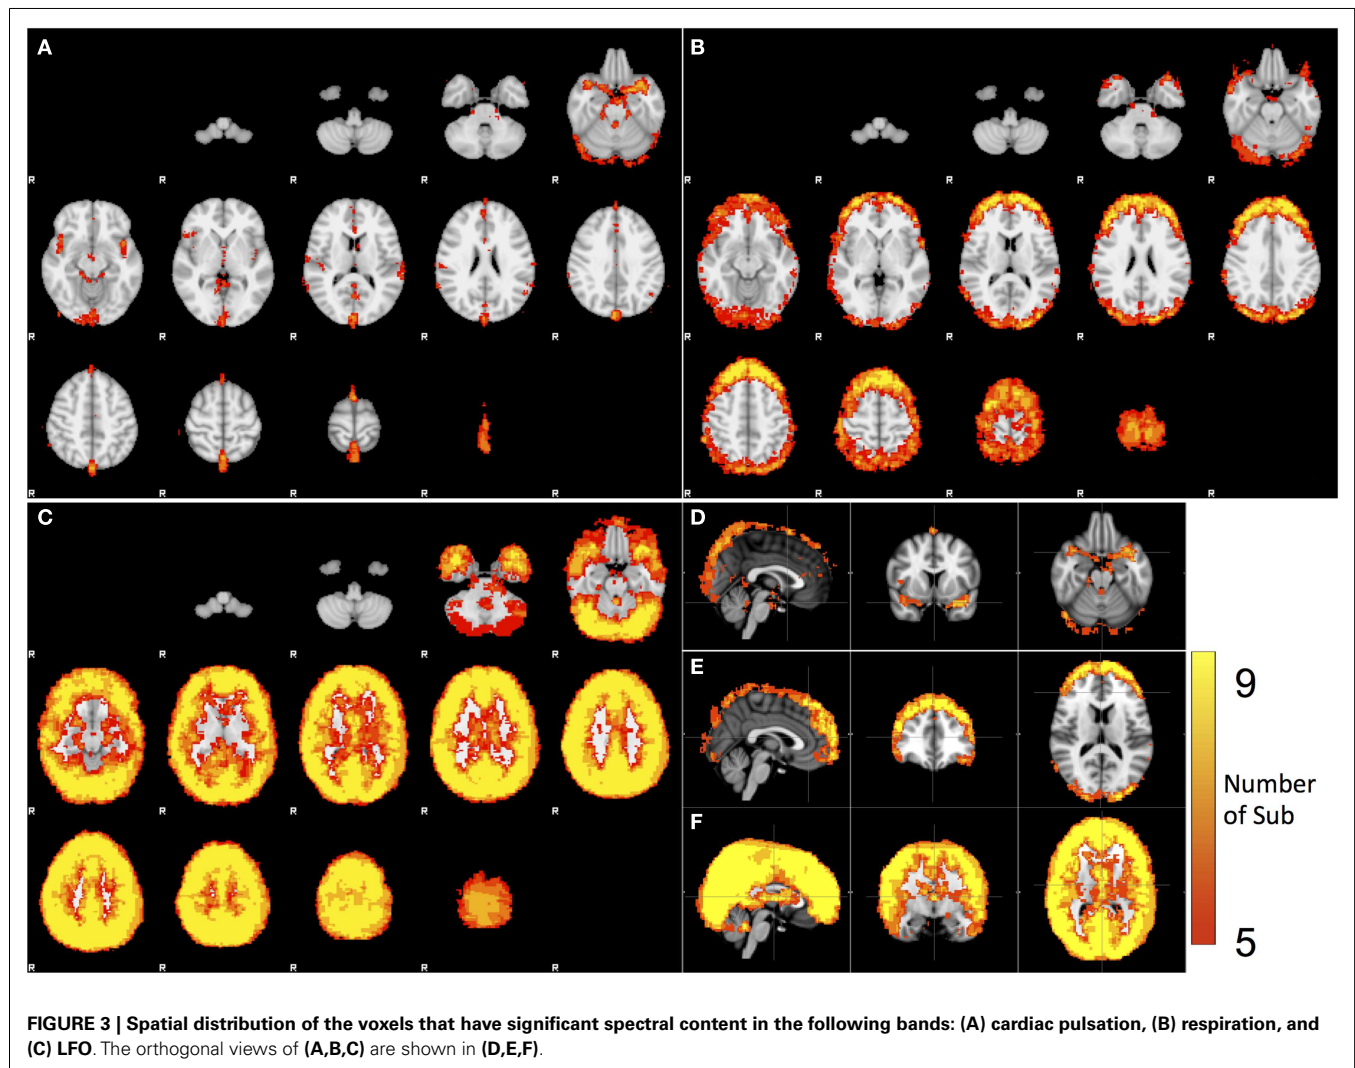 A
B
R R R R R
R R R R R
R R R R R
R R R R R
R R R R R
R R R R R
C
D
E
F
R R R R R
R R R R R
R R R R
9
Number
of Sub
5
FIGURE 3 | Spatial distribution of the voxels that have significant spectral content in the following bands: (A) cardiac pulsation, (B) respiration, and
(C) LFO. The orthogonal views of (A,B,C) are shown in (D,E,F).